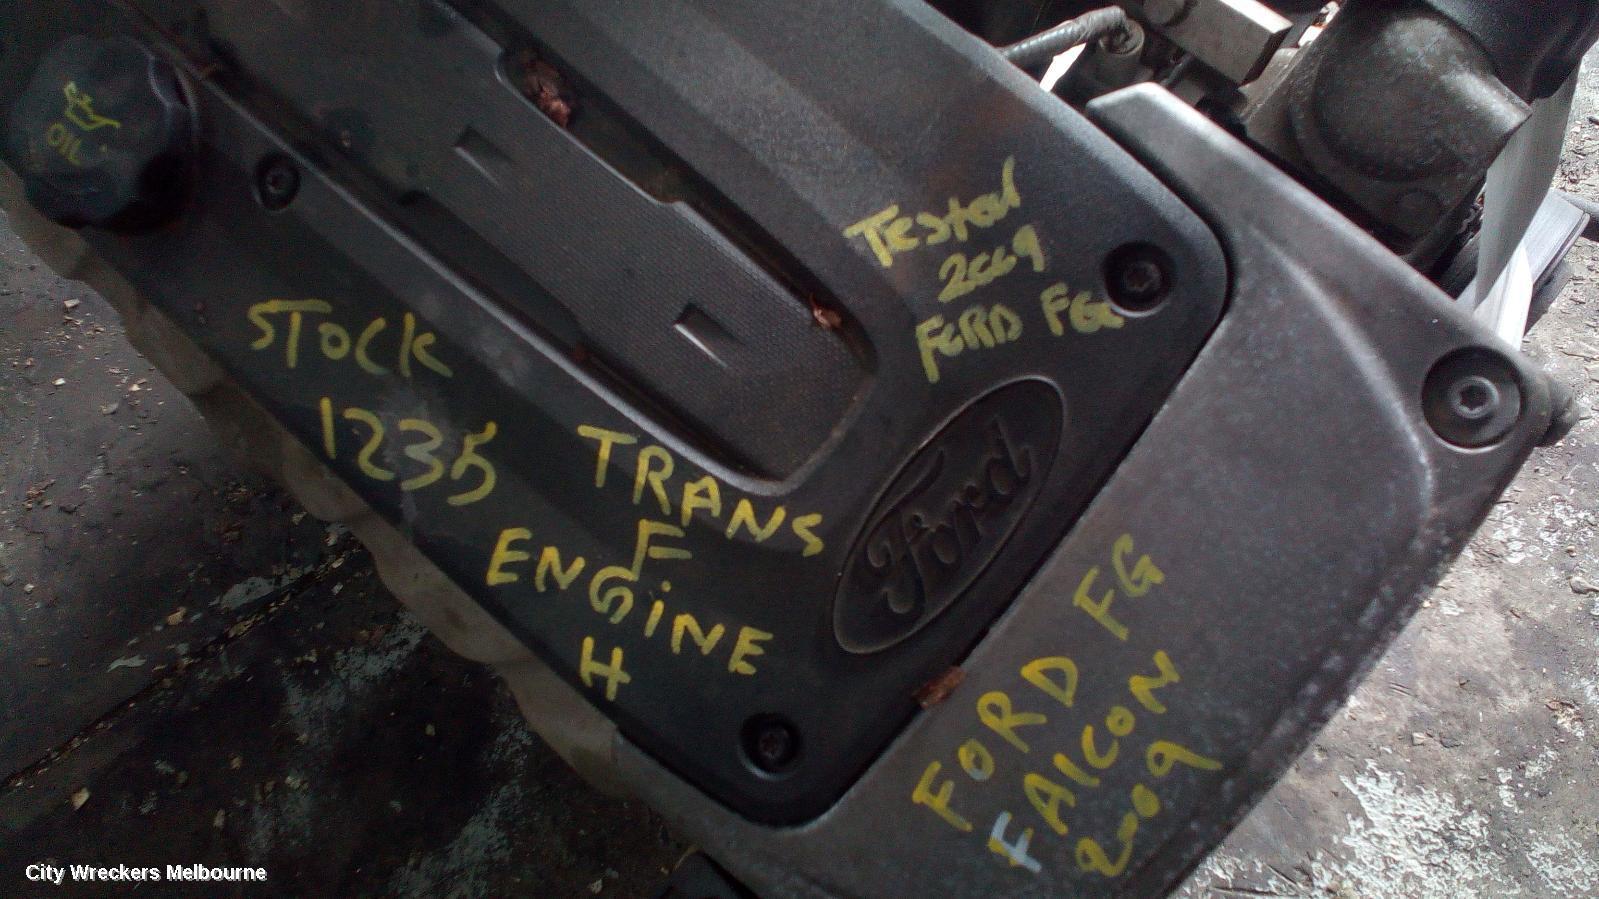 OIL
Tested
2009
FORD FG
STOCK
1235
TRANS
F
ENGiNE
H
Ford
FORD FG
FALCON
2009
City Wreckers Melbourne